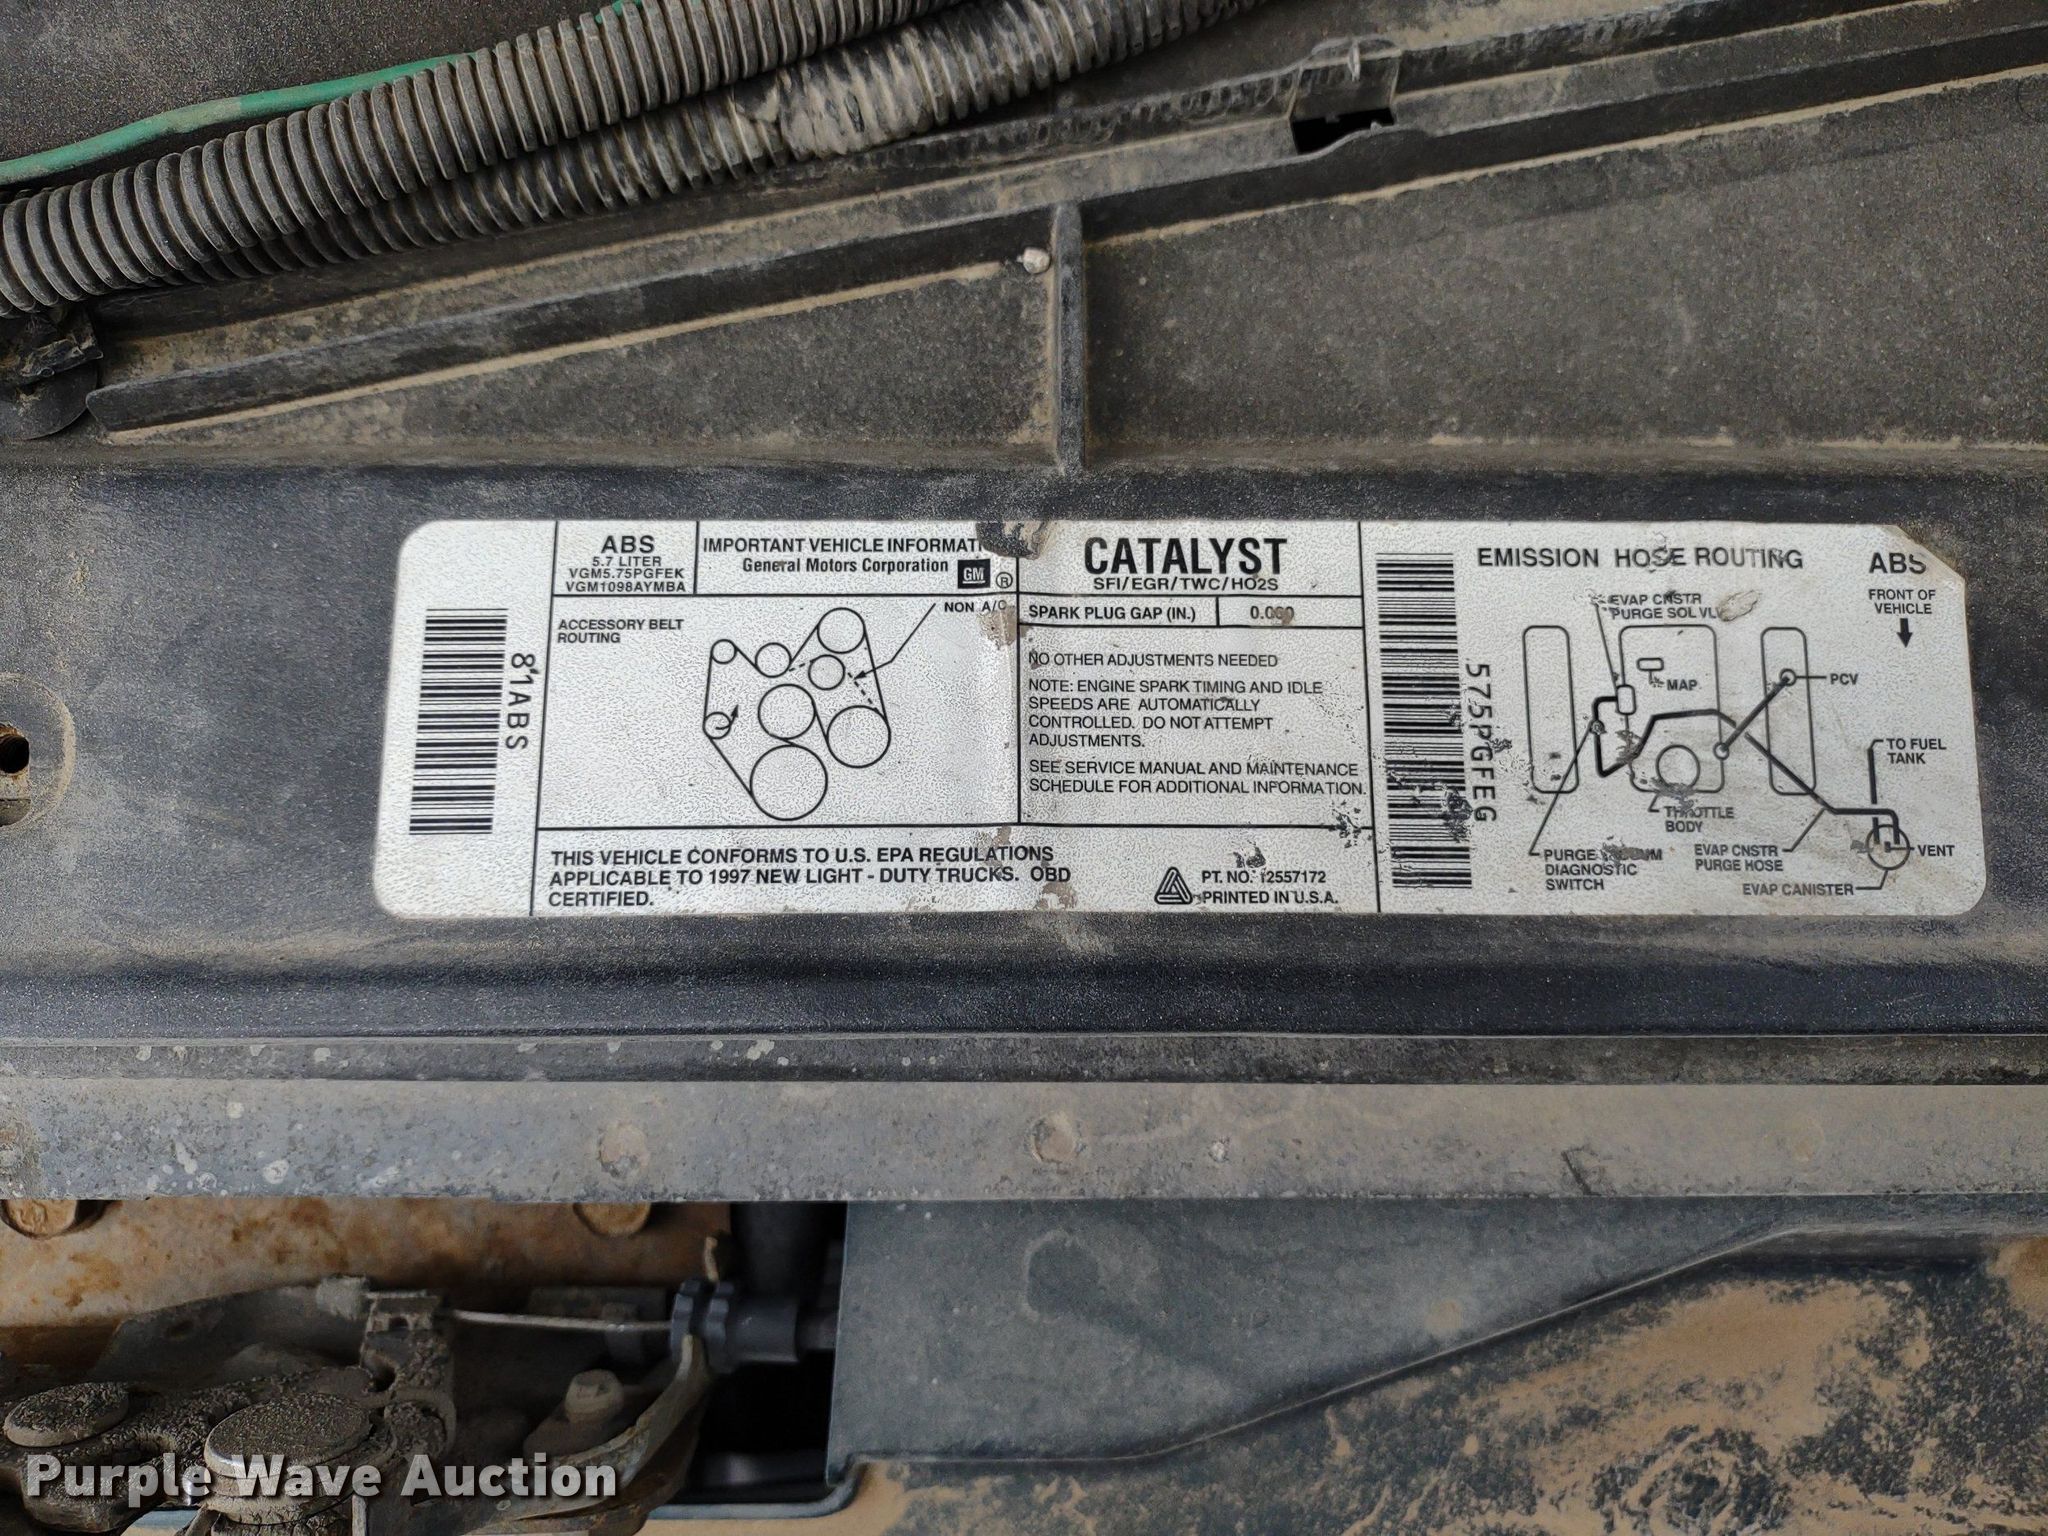 8,1ABS
ABS
5.7 LITER
VGM5.75PGFEK
VGM1098AYMBA
IMPORTANT VEHICLE INFORMATI
General Motors Corporation
GM ®
ACCESSORY BELT
ROUTING
NON A/C
CATALYST
SFI/EGR/TWC/HO2S
SPARK PLUG GAP (IN.)
NO OTHER ADJUSTMENTS NEEDED
NOTE: ENGINE SPARK TIMING AND IDLE
SPEEDS ARE AUTOMATICALLY
CONTROLLED. DO NOT ATTEMPT
ADJUSTMENTS.
SEE SERVICE MANUAL AND MAINTENANCE
SCHEDULE FOR ADDITIONAL INFORMATION.
THIS VEHICLE CONFORMS TO U.S. EPA REGULATIONS
APPLICABLE TO 1997 NEW LIGHT - DUTY TRUCKS. OBD
CERTIFIED.
PT. NO. 12557172
PRINTED IN U.S.A.
575PGFEG
EMISSION HOSE ROUTING
ABS
FRONT OF
VEHICLE
EVAP CNSTR
PURGE SOL VLV
MAP
PCV
TO FUEL
TANK
THROTTLE
BODY
PURGE VACUUM
DIAGNOSTIC
SWITCH
EVAP CNSTR
PURGE HOSE
VENT
EVAP CANISTER
Purple Wave Auction